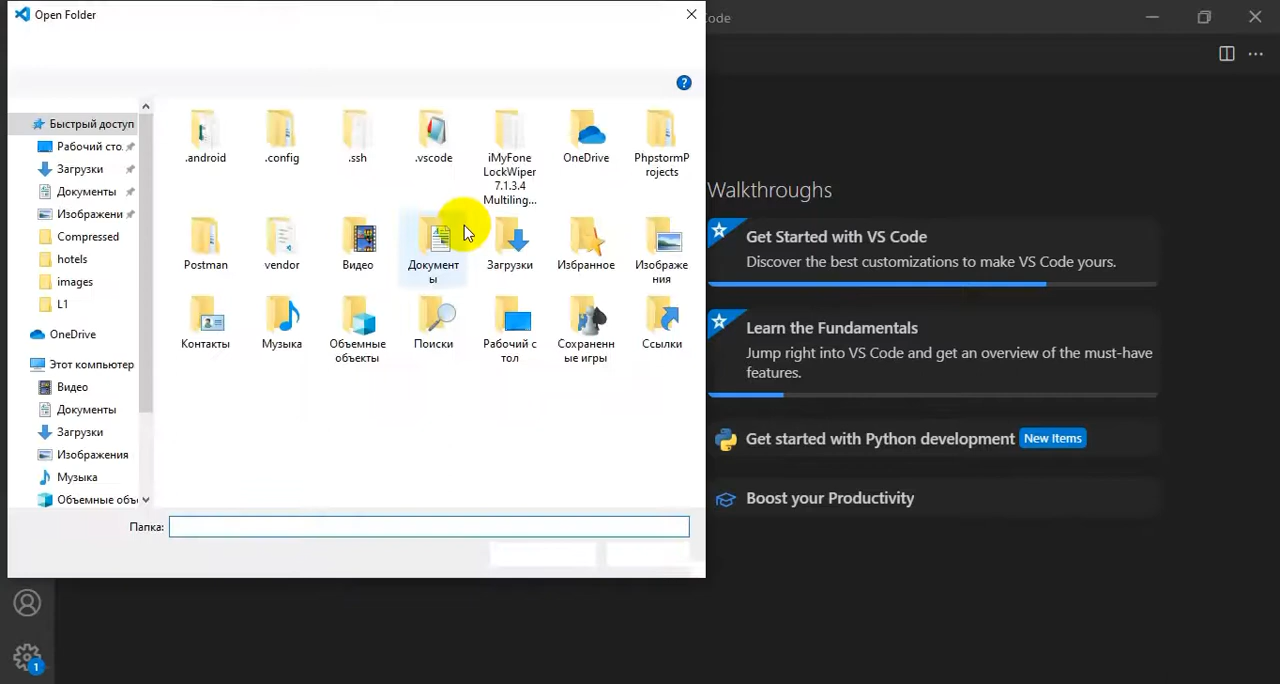 Open Folder
Code
Быстрый доступ
Рабочий сто.
Загрузки
Документы
Изображени
Compressed
hotels
images
L1
OneDrive
Этот компьютер
Видео
Документы
Загрузки
Изображения
Музыка
Объемные объ
.android
.config
.ssh
.vscode
iMyFone
LockWiper
7.1.3.4
Multiling...
OneDrive
PhpstormP
rojects
Postman
vendor
Видео
Документ
ы
Загрузки
Избранное
Изображе
ния
Контакты
Музыка
Объемные
объекты
Поиски
Рабочий с
тол
Сохраненн
ые игры
Ссылки
Папка:
Walkthroughs
Get Started with VS Code
Discover the best customizations to make VS Code yours.
Learn the Fundamentals
Jump right into VS Code and get an overview of the must-have
features.
Get started with Python development New Items
Boost your Productivity
1